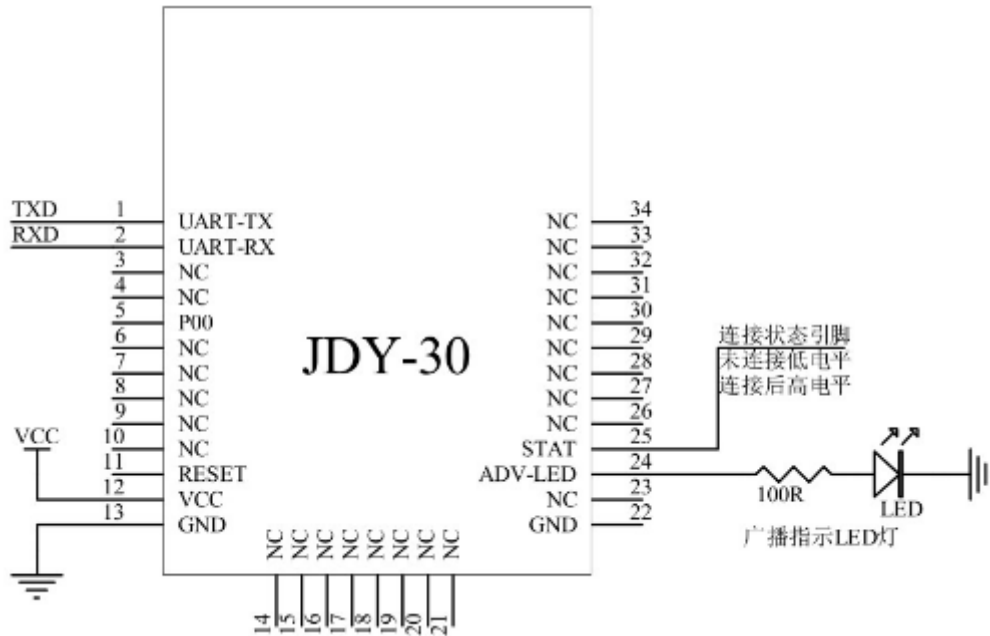 TXD 1 UART-TX
RXD 2 UART-RX
3 NC
4 NC
5 P00
6 NC
7 NC
8 NC
9 NC
VCC 10 NC
11 RESET
12 VCC
13 GND
JDY-30
NC 34
NC 33
NC 32
NC 31
NC 30
NC 29
NC 28
NC 27
NC 26
STAT 25
ADV-LED 24
NC 23
GND 22
连接状态引脚
未连接低电平
连接后高电平
100R
LED
广播指示LED灯
NC NC NC NC NC NC NC NC
14 15 16 17 18 19 20 21